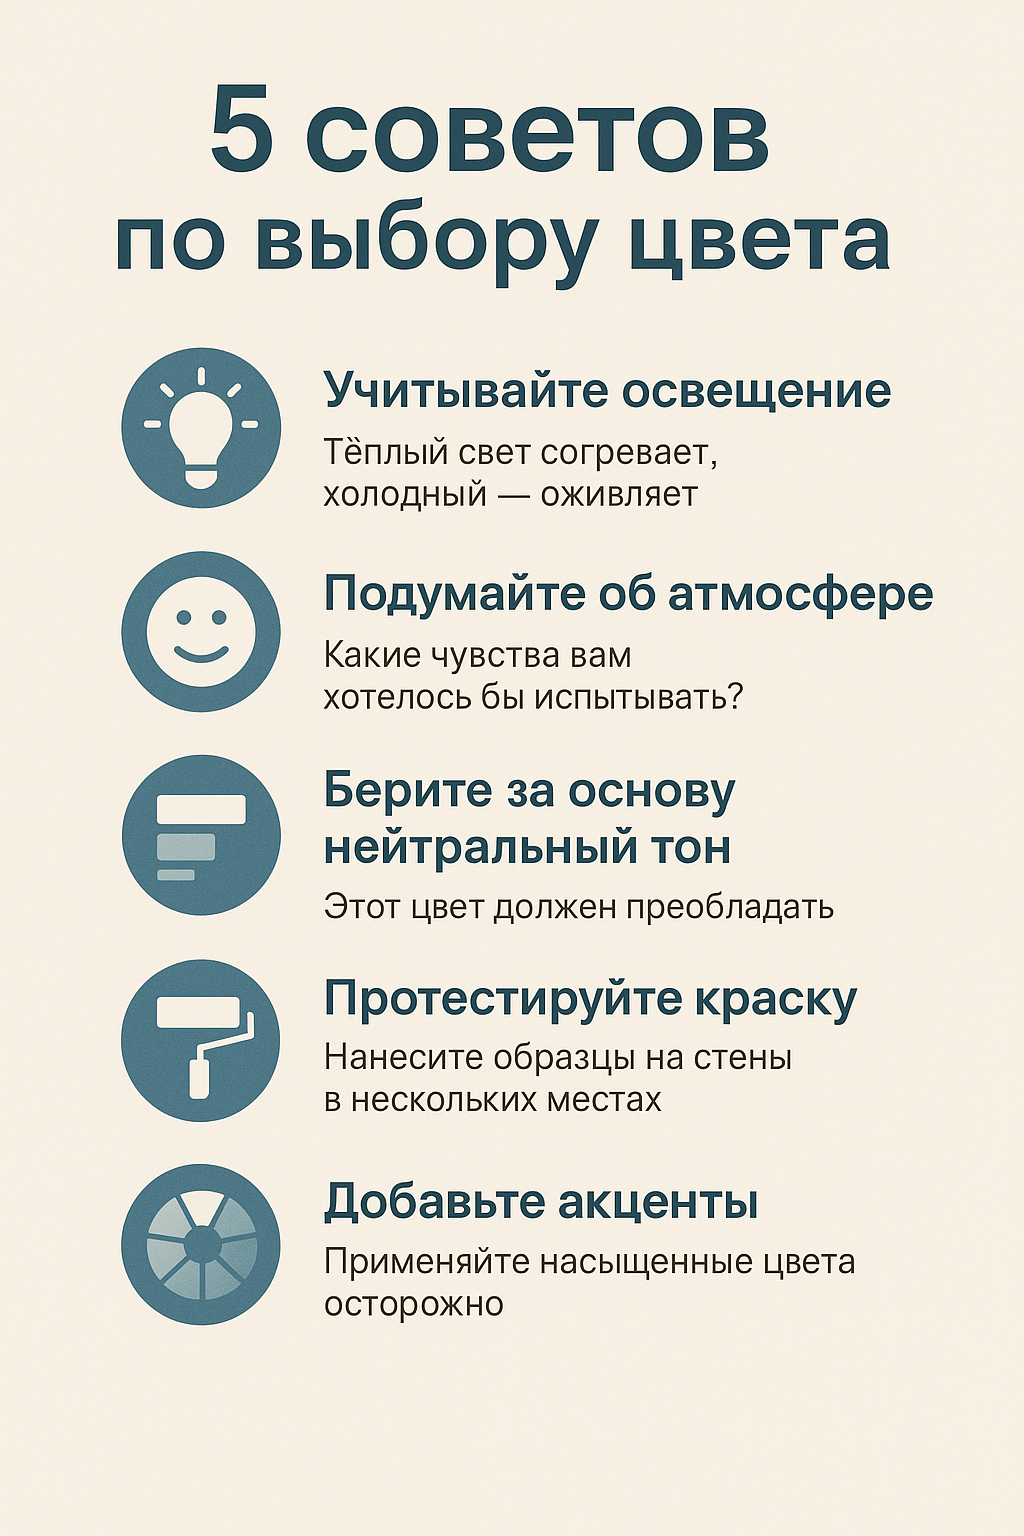 5 советов
по выбору цвета
Учитывайте освещение
Тёплый свет согревает,
холодный — оживляет
Подумайте об атмосфере
Какие чувства вам
хотелось бы испытывать?
Берите за основу
нейтральный тон
Этот цвет должен преобладать
Протестируйте краску
Нанесите образцы на стены
в нескольких местах
Добавьте акценты
Применяйте насыщенные цвета
осторожно